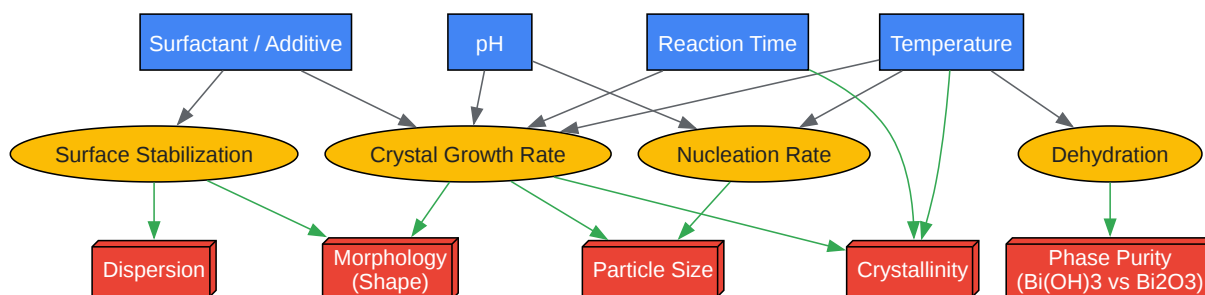 Surfactant / Additive
pH
Reaction Time
Temperature
Surface Stabilization
Crystal Growth Rate
Nucleation Rate
Dehydration
Dispersion
Morphology
(Shape)
Particle Size
Crystallinity
Phase Purity
(Bi(OH)3 vs Bi2O3)